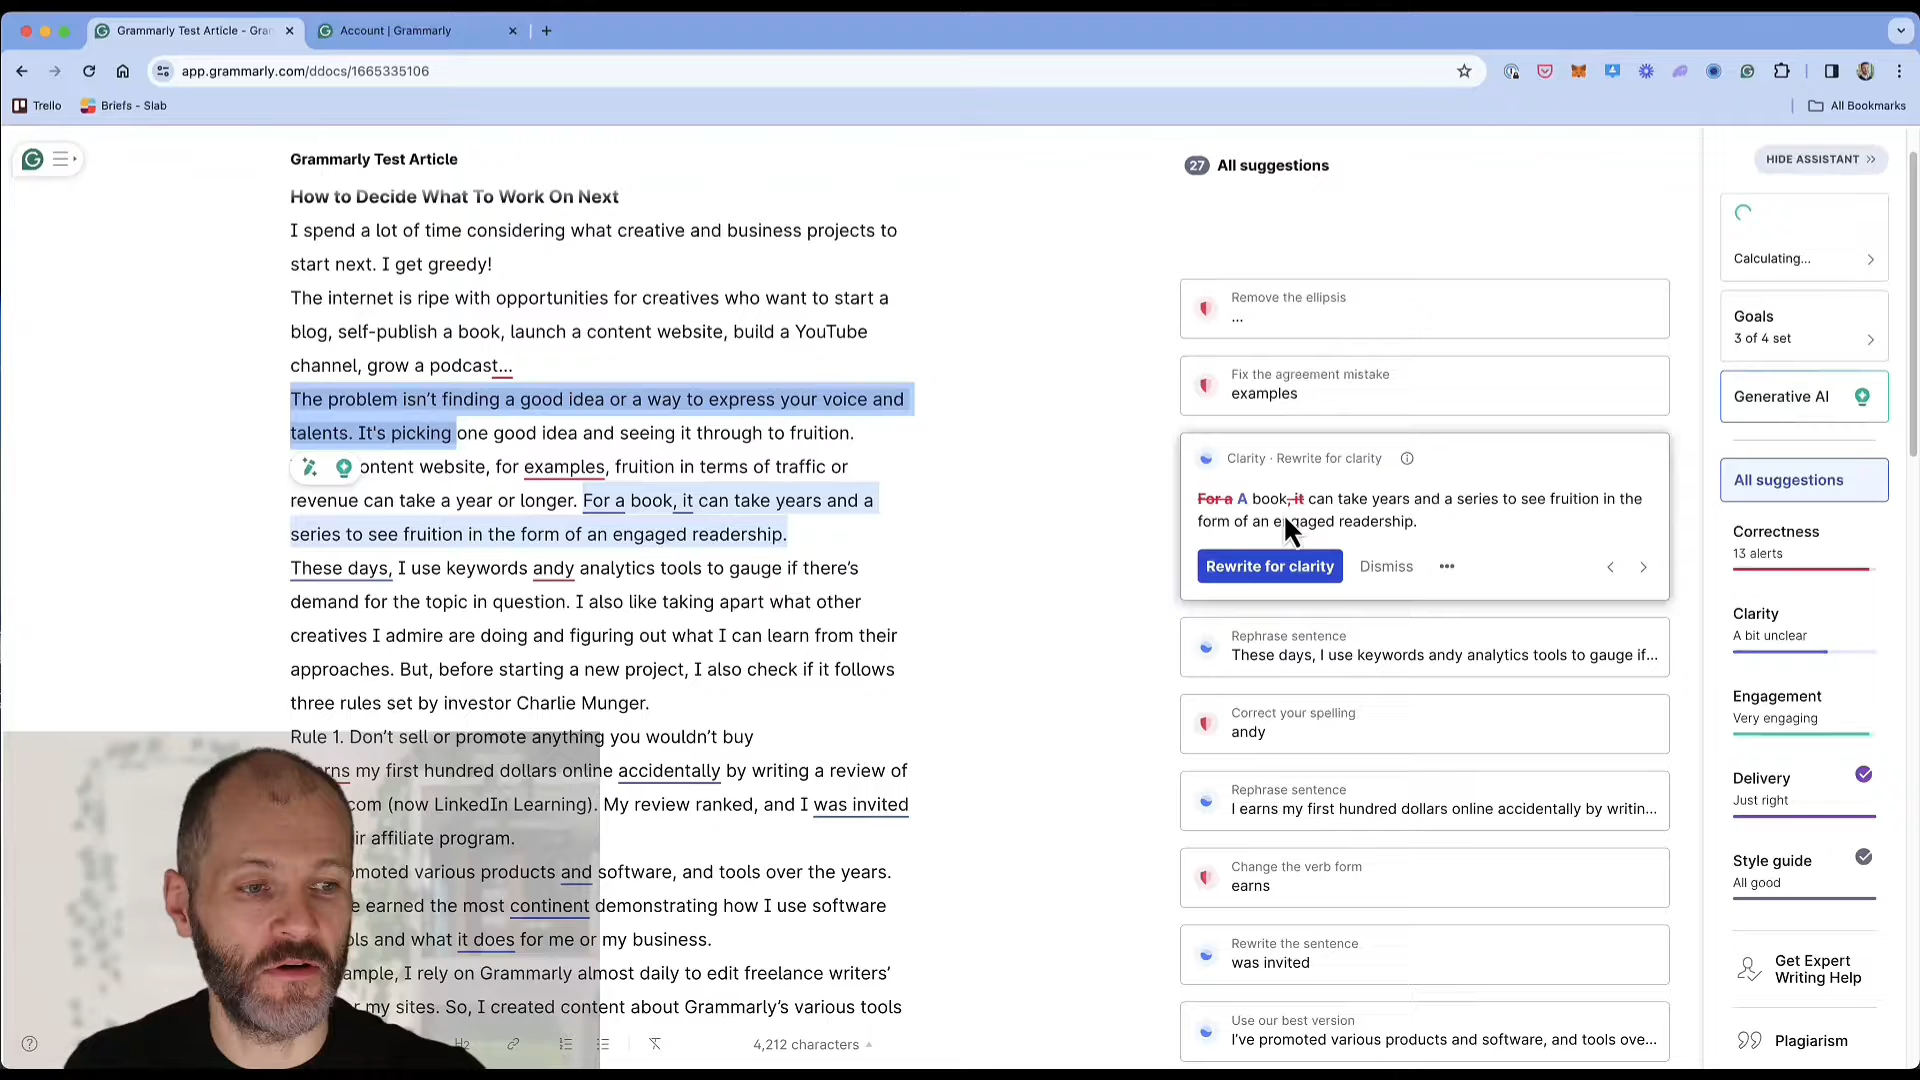 Grammarly Test Article - Gra
Account | Grammarly
app.grammarly.com/ddocs/1665335106
Trello
Briefs - Slab
All Bookmarks
Grammarly Test Article
How to Decide What To Work On Next
I spend a lot of time considering what creative and business projects to
start next. I get greedy!
The internet is ripe with opportunities for creatives who want to start a
blog, self-publish a book, launch a content website, build a YouTube
channel, grow a podcast...
The problem isn’t finding a good idea or a way to express your voice and
talents. It's picking one good idea and seeing it through to fruition.
ontent website, for examples, fruition in terms of traffic or
revenue can take a year or longer. For a book, it can take years and a
series to see fruition in the form of an engaged readership.
These days, I use keywords andy analytics tools to gauge if there’s
demand for the topic in question. I also like taking apart what other
creatives I admire are doing and figuring out what I can learn from their
approaches. But, before starting a new project, I also check if it follows
three rules set by investor Charlie Munger.
Rule 1. Don’t sell or promote anything you wouldn’t buy
rns my first hundred dollars online accidentally by writing a review of
com (now LinkedIn Learning). My review ranked, and I was invited
ir affiliate program.
moted various products and software, and tools over the years.
e earned the most continent demonstrating how I use software
ols and what it does for me or my business.
ample, I rely on Grammarly almost daily to edit freelance writers’
r my sites. So, I created content about Grammarly’s various tools
H2
4,212 characters
27 All suggestions
Remove the ellipsis
...
Fix the agreement mistake
examples
Clarity · Rewrite for clarity
For a A book, it can take years and a series to see fruition in the
form of an engaged readership.
Rewrite for clarity Dismiss
Rephrase sentence
These days, I use keywords andy analytics tools to gauge if...
Correct your spelling
andy
Rephrase sentence
I earns my first hundred dollars online accidentally by writin...
Change the verb form
earns
Rewrite the sentence
was invited
Use our best version
I’ve promoted various products and software, and tools ove...
HIDE ASSISTANT
Calculating...
Goals
3 of 4 set
Generative AI
All suggestions
Correctness
13 alerts
Clarity
A bit unclear
Engagement
Very engaging
Delivery
Just right
Style guide
All good
Get Expert
Writing Help
Plagiarism